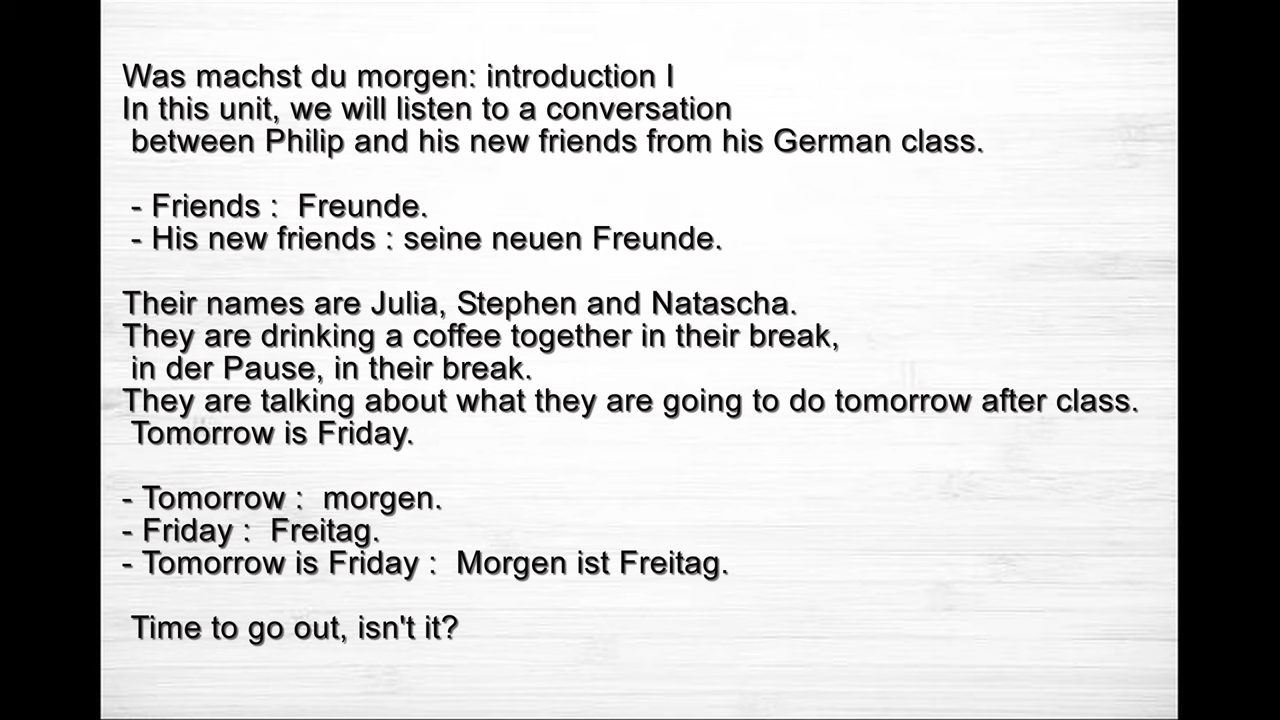 Was machst du morgen: introduction I
In this unit, we will listen to a conversation
between Philip and his new friends from his German class.
- Friends :  Freunde.
- His new friends : seine neuen Freunde.
Their names are Julia, Stephen and Natascha.
They are drinking a coffee together in their break,
in der Pause, in their break.
They are talking about what they are going to do tomorrow after class.
Tomorrow is Friday.
- Tomorrow :  morgen.
- Friday :  Freitag.
- Tomorrow is Friday :  Morgen ist Freitag.
Time to go out, isn't it?